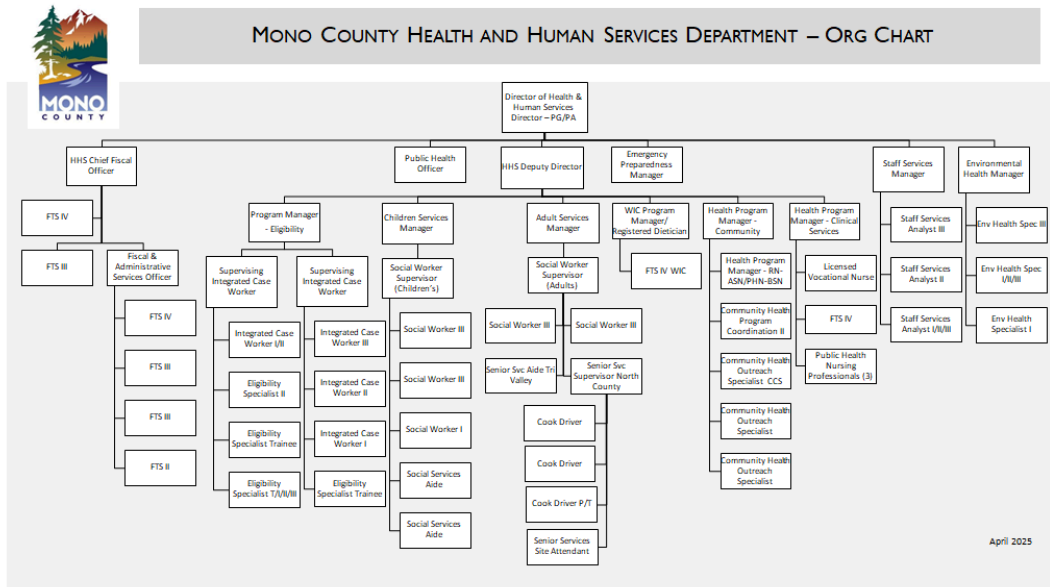 MONO COUNTY HEALTH AND HUMAN SERVICES DEPARTMENT – ORG CHART
MONO
COUNTY
Director of Health &
Human Services
Director – PG/PA
HHS Chief Fiscal
Officer
Public Health
Officer
HHS Deputy Director
Emergency
Preparedness
Manager
Staff Services
Manager
Environmental
Health Manager
FTS IV
FTS III
Fiscal &
Administrative
Services Officer
FTS IV
FTS III
FTS III
FTS II
Program Manager
- Eligibility
Supervising
Integrated Case
Worker
Integrated Case
Worker I/II
Eligibility
Specialist II
Eligibility
Specialist Trainee
Eligibility
Specialist T/I/II/III
Supervising
Integrated Case
Worker
Integrated Case
Worker III
Integrated Case
Worker II
Integrated Case
Worker I
Eligibility
Specialist Trainee
Children Services
Manager
Social Worker
Supervisor
(Children's)
Social Worker III
Social Worker III
Social Worker I
Social Services
Aide
Social Services
Aide
Adult Services
Manager
Social Worker
Supervisor
(Adults)
Social Worker III
Social Worker III
Senior Svc Aide Tri
Valley
Senior Svc
Supervisor North
County
Cook Driver
Cook Driver
Cook Driver P/T
Senior Services
Site Attendant
WIC Program
Manager/
Registered Dietician
FTS IV WIC
Health Program
Manager -
Community
Health Program
Manager - RN-
ASN/PHN-BSN
Community Health
Program
Coordination II
Community Health
Outreach
Specialist CCS
Community Health
Outreach
Specialist
Community Health
Outreach
Specialist
Health Program
Manager - Clinical
Services
Licensed
Vocational Nurse
FTS IV
Public Health
Nursing
Professionals (3)
Staff Services
Analyst III
Staff Services
Analyst II
Staff Services
Analyst I/II/III
Env Health Spec III
Env Health Spec
I/II/III
Env Health
Specialist I
April 2025